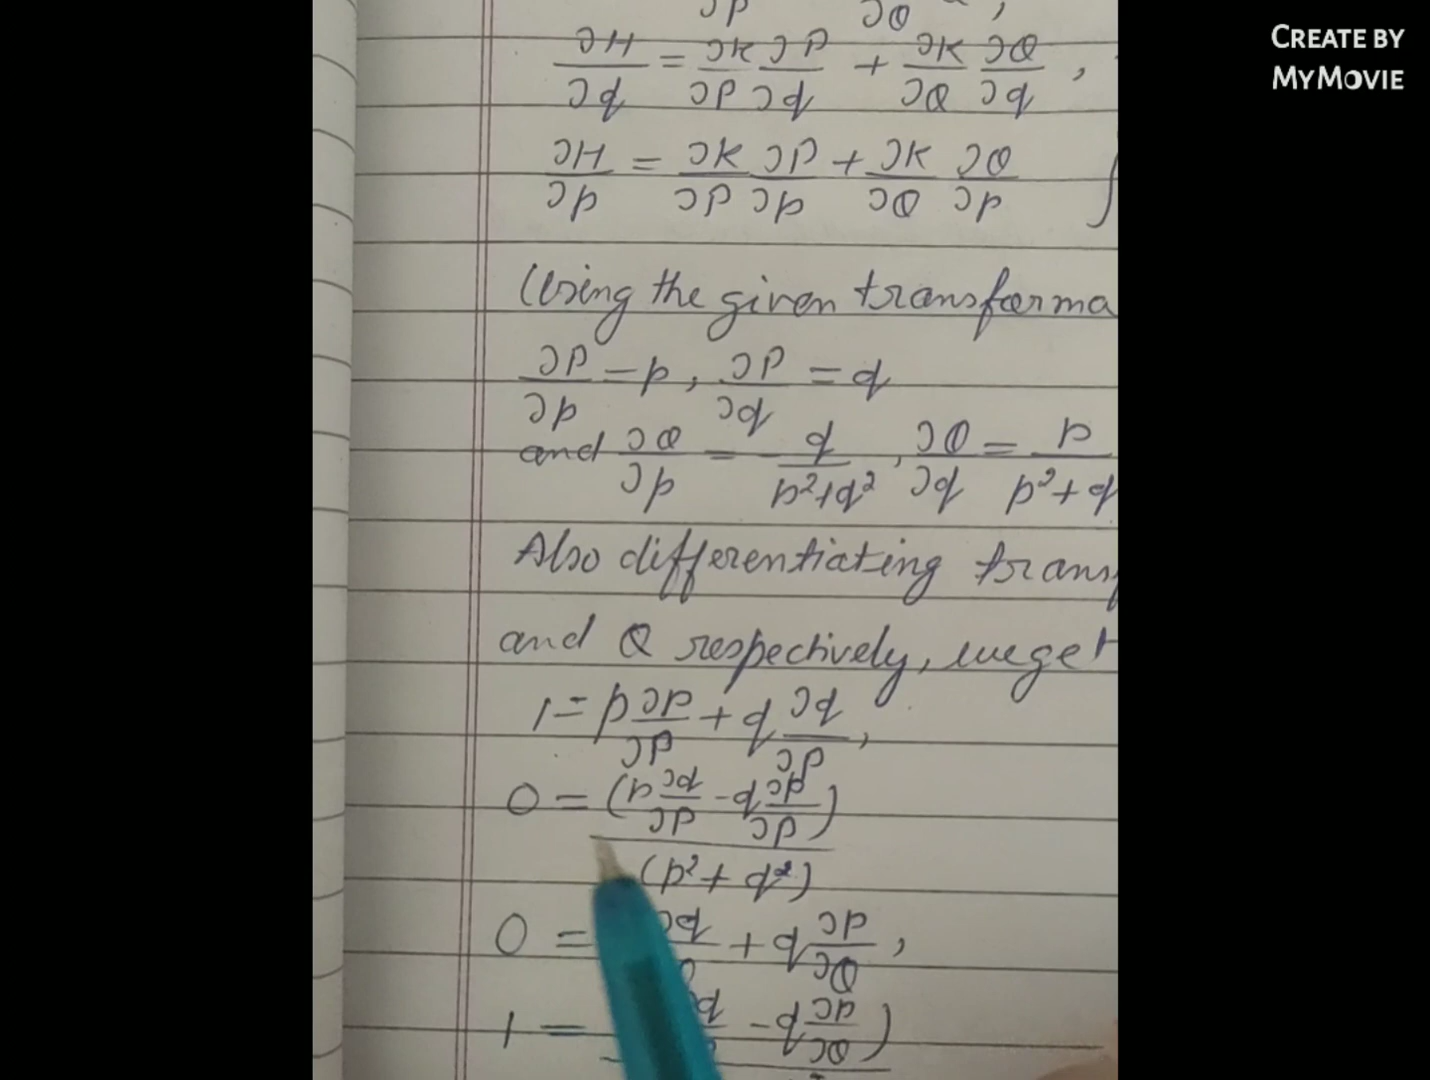 CREATE BY
MYMOVIE
∂H/∂q = ∂K/∂P ∂P/∂q + ∂K/∂Q ∂Q/∂q ,
∂H/∂p = ∂K/∂P ∂P/∂p + ∂K/∂Q ∂Q/∂p }
Using the given transforma
∂P/∂p = p, ∂P/∂q = q
and ∂Q/∂p = - q/p²+q² , ∂Q/∂q = p/p²+q
Also differentiating trans
and Q respectively, we get
1 = p ∂p/∂P + q ∂q/∂P ,
0 = (p ∂q/∂P - q ∂p/∂P)
(p² + q²)
0 = ∂q + q ∂p/∂Q ,
1 = - q ∂p/∂Q )